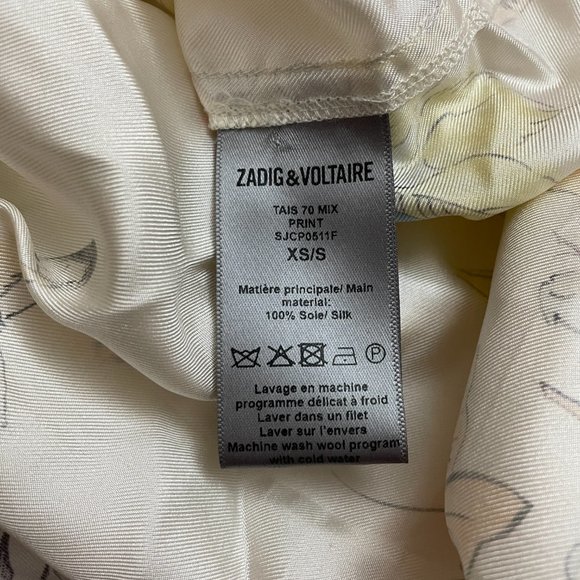 ZADIG&VOLTAIRE
TAIS 70 MIX
PRINT
SJCP0511F
XS/S
Matière principale/ Main
material:
100% Soie/ Silk
P
Lavage en machine
programme délicat à froid
Laver dans un filet
Laver sur l'envers
Machine wash wool program
with cold water